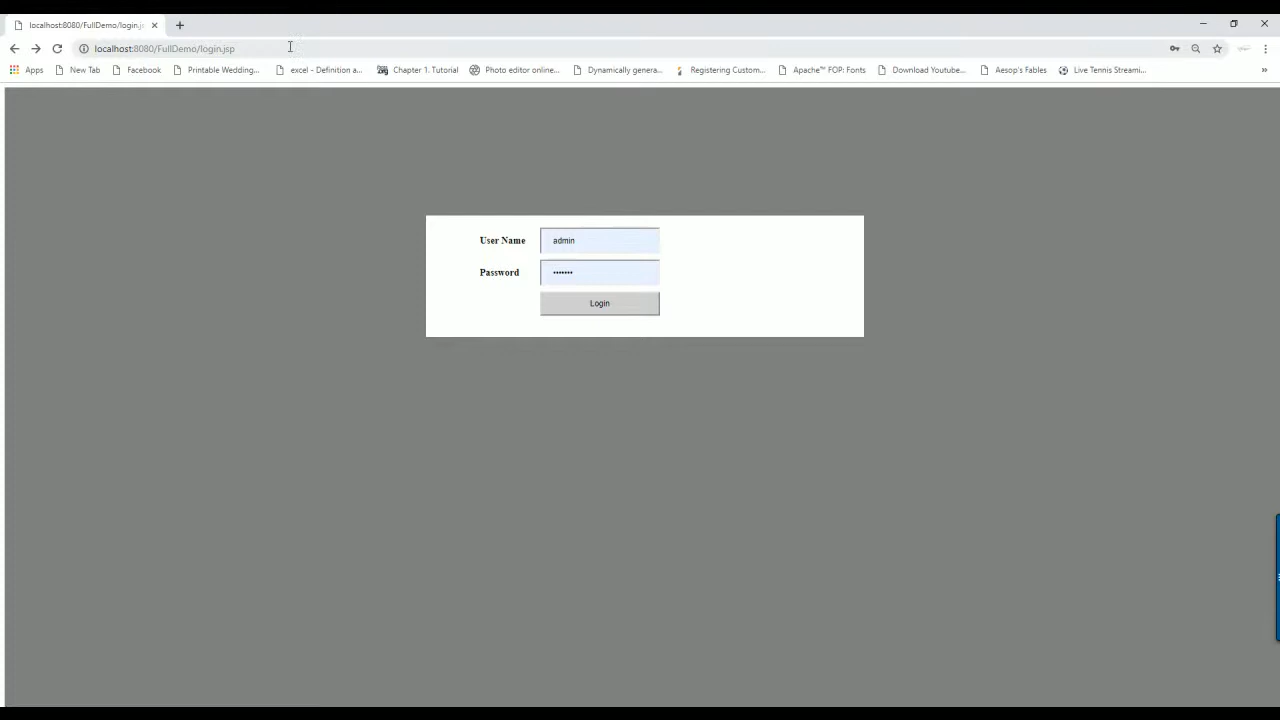 localhost:8080/FullDemo/login.js
localhost:8080/FullDemo/login.jsp
Apps New Tab Facebook Printable Wedding... excel - Definition a... Chapter 1. Tutorial Photo editor online... Dynamically genera... Registering Custom... Apache™ FOP: Fonts Download Youtube... Aesop's Fables Live Tennis Streami... »
User Name admin
Password •••••••
Login